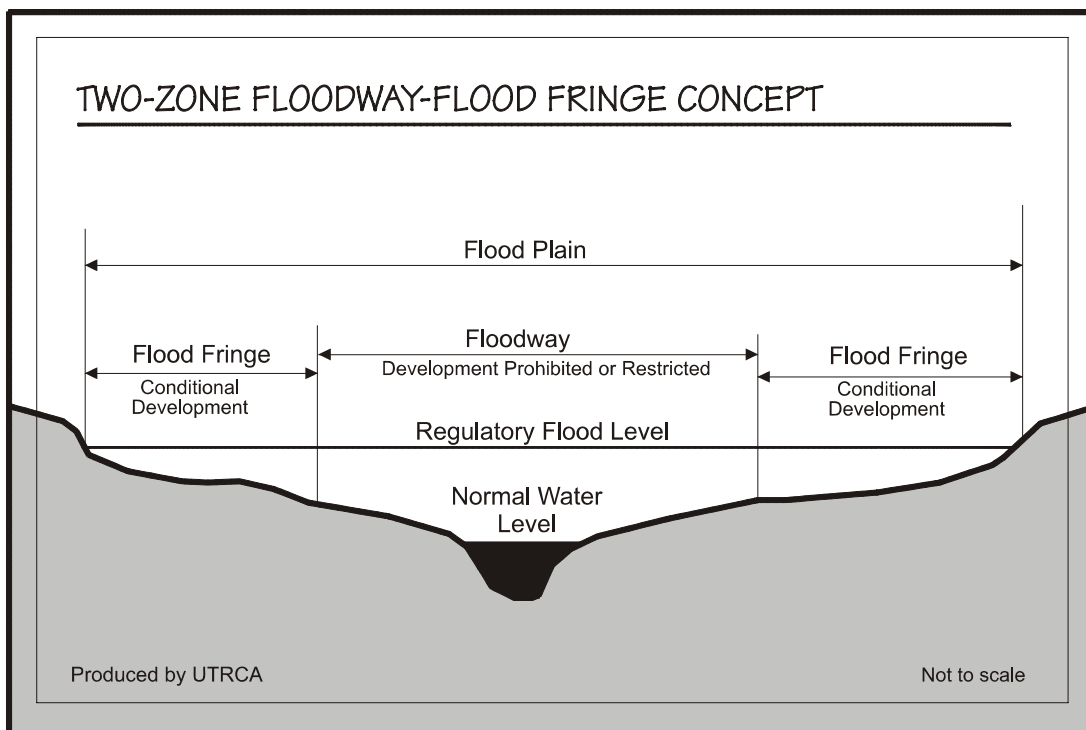 TWO-ZONE FLOODWAY-FLOOD FRINGE CONCEPT
Flood Plain
Floodway
Development Prohibited or Restricted
Flood Fringe
Conditional
Development
Flood Fringe
Conditional
Development
Regulatory Flood Level
Normal Water
Level
Produced by UTRCA
Not to scale